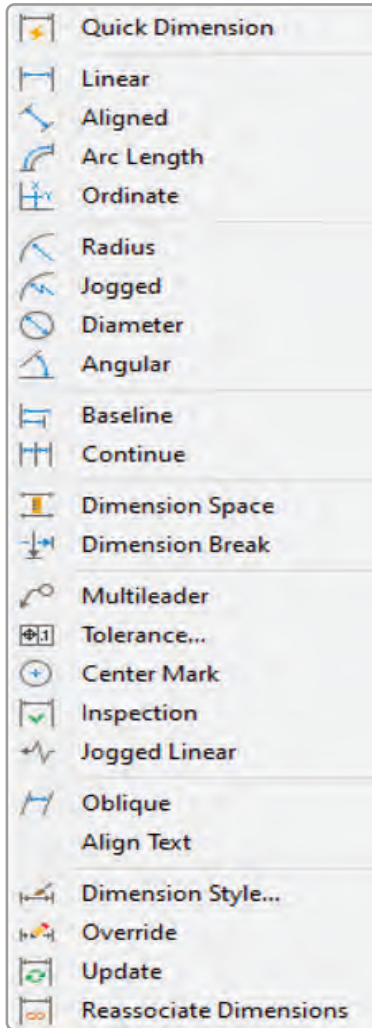 Quick Dimension
Linear
Aligned
Arc Length
Ordinate
Radius
Jogged
Diameter
Angular
Baseline
Continue
Dimension Space
Dimension Break
Multileader
Tolerance...
Center Mark
Inspection
Jogged Linear
Oblique
Align Text
Dimension Style...
Override
Update
Reassociate Dimensions